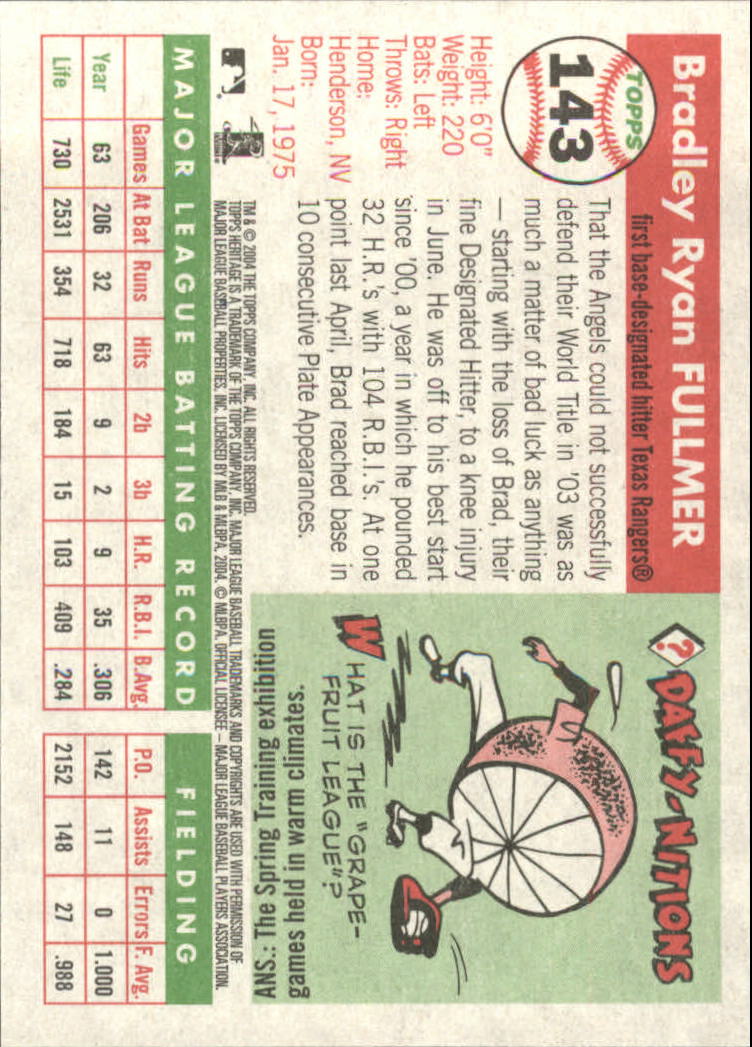 Bradley Ryan FULLMER
first base-designated hitter Texas Rangers®
TOPPS
143
Height: 6'0"
Weight: 220
Bats: Left
Throws: Right
Home:
Henderson, NV
Born:
Jan. 17, 1975
That the Angels could not successfully
defend their World Title in '03 was as
much a matter of bad luck as anything
— starting with the loss of Brad, their
fine Designated Hitter, to a knee injury
in June. He was off to his best start
since '00, a year in which he pounded
32 H.R.'s with 104 R.B.I.'s. At one
point last April, Brad reached base in
10 consecutive Plate Appearances.
? DAFFY-NITIONS
WHAT IS THE "GRAPE-
FRUIT LEAGUE"?
ANS.: The Spring Training exhibition
games held in warm climates.
TM & © 2004 THE TOPPS COMPANY, INC. ALL RIGHTS RESERVED.
TOPPS HERITAGE IS A TRADEMARK OF THE TOPPS COMPANY, INC. MAJOR LEAGUE BASEBALL TRADEMARKS AND COPYRIGHTS ARE USED WITH PERMISSION OF
MAJOR LEAGUE BASEBALL PROPERTIES, INC. LICENSED BY MLB & MLBPA, 2004. © MLBPA. OFFICIAL LICENSEE – MAJOR LEAGUE BASEBALL PLAYERS ASSOCIATION.
MAJOR LEAGUE BATTING RECORD FIELDING
Games At Bat Runs Hits 2b 3b H.R. R.B.I. B.Avg. P.O. Assists Errors F. Avg.
Year 63 206 32 63 9 2 9 35 .306 142 11 0 1.000
Life 730 2531 354 718 184 15 103 409 .284 2152 148 27 .988